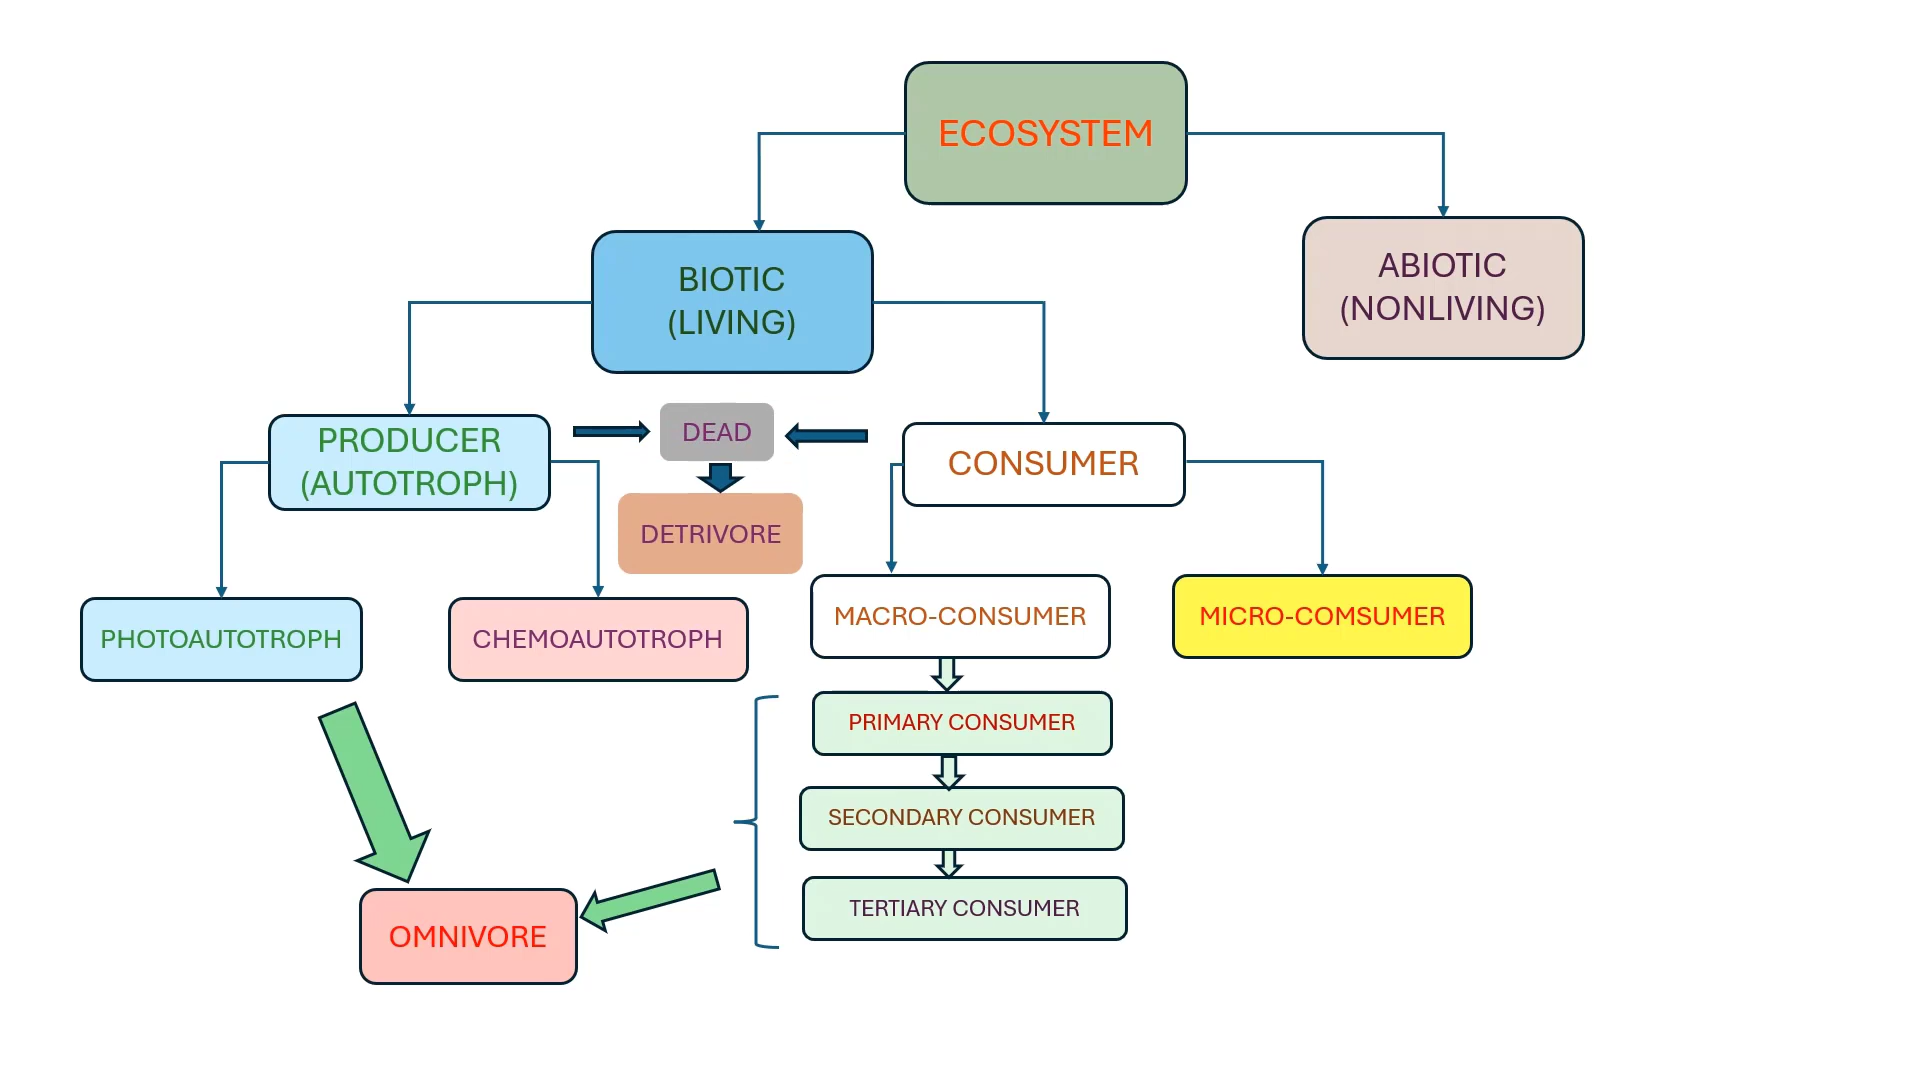 ECOSYSTEM
BIOTIC
(LIVING)
ABIOTIC
(NONLIVING)
PRODUCER
(AUTOTROPH)
DEAD
CONSUMER
DETRIVORE
PHOTOAUTOTROPH
CHEMOAUTOTROPH
MACRO-CONSUMER
MICRO-COMSUMER
PRIMARY CONSUMER
SECONDARY CONSUMER
TERTIARY CONSUMER
OMNIVORE